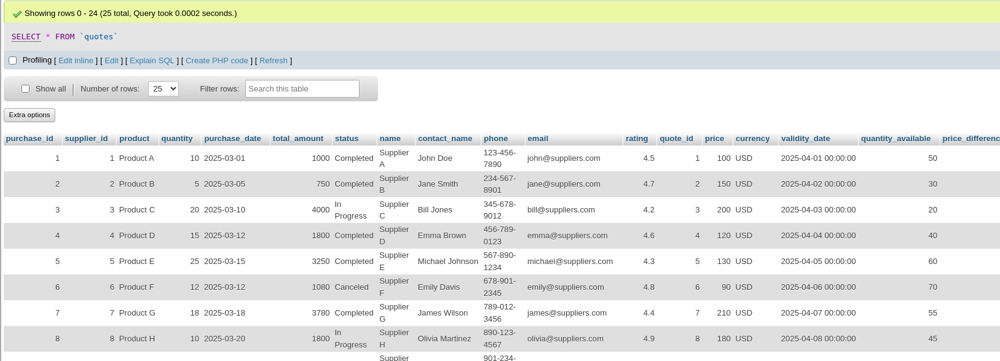 Showing rows 0 - 24 (25 total, Query took 0.0002 seconds.)
SELECT * FROM `quotes`
Profiling [ Edit inline ] [ Edit ] [ Explain SQL ] [ Create PHP code ] [ Refresh ]
Show all Number of rows: 25 Filter rows: Search this table
Extra options
purchase_id supplier_id product quantity purchase_date total_amount status name contact_name phone email rating quote_id price currency validity_date quantity_available price_differenc
1 1 Product A 10 2025-03-01 1000 Completed Supplier A John Doe 123-456-7890 john@suppliers.com 4.5 1 100 USD 2025-04-01 00:00:00 50
2 2 Product B 5 2025-03-05 750 Completed Supplier B Jane Smith 234-567-8901 jane@suppliers.com 4.7 2 150 USD 2025-04-02 00:00:00 30
3 3 Product C 20 2025-03-10 4000 In Progress Supplier C Bill Jones 345-678-9012 bill@suppliers.com 4.2 3 200 USD 2025-04-03 00:00:00 20
4 4 Product D 15 2025-03-12 1800 Completed Supplier D Emma Brown 456-789-0123 emma@suppliers.com 4.6 4 120 USD 2025-04-04 00:00:00 40
5 5 Product E 25 2025-03-15 3250 Completed Supplier E Michael Johnson 567-890-1234 michael@suppliers.com 4.3 5 130 USD 2025-04-05 00:00:00 60
6 6 Product F 12 2025-03-12 1080 Canceled Supplier F Emily Davis 678-901-2345 emily@suppliers.com 4.8 6 90 USD 2025-04-06 00:00:00 70
7 7 Product G 18 2025-03-18 3780 Completed Supplier G James Wilson 789-012-3456 james@suppliers.com 4.4 7 210 USD 2025-04-07 00:00:00 55
8 8 Product H 10 2025-03-20 1800 In Progress Supplier H Olivia Martinez 890-123-4567 olivia@suppliers.com 4.9 8 180 USD 2025-04-08 00:00:00 45
Supplier 901-234-